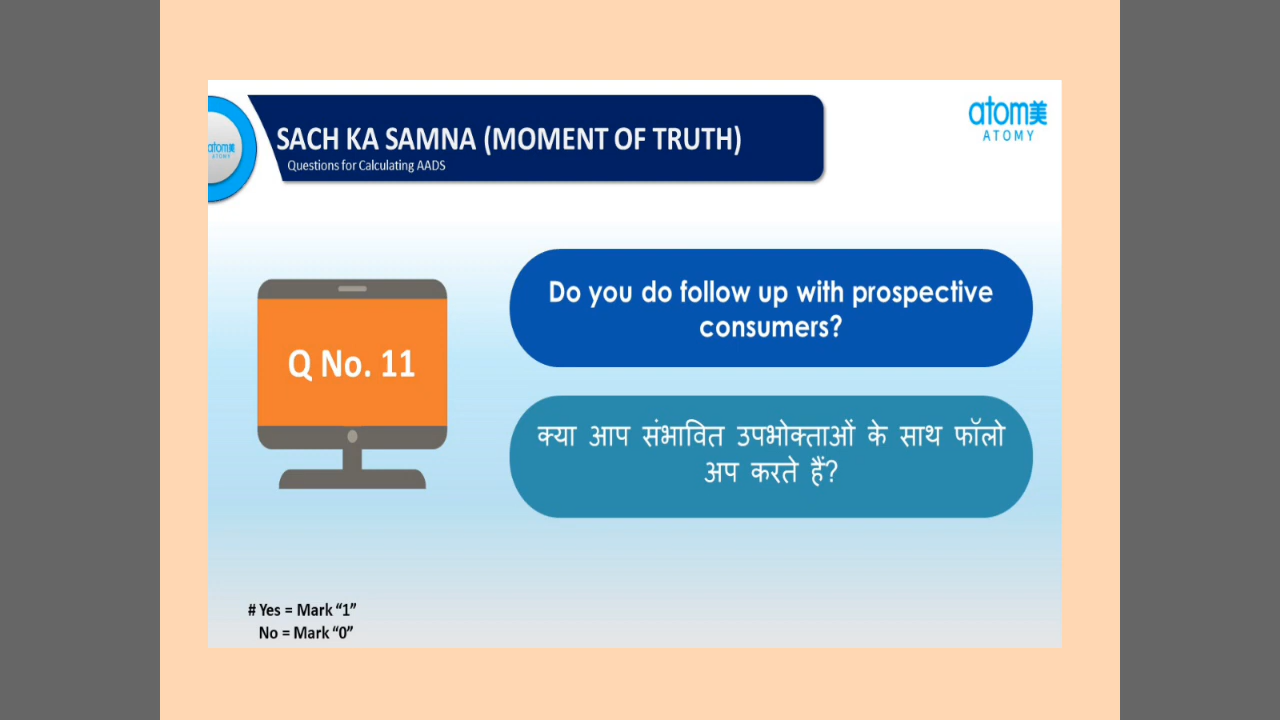 SACH KA SAMNA (MOMENT OF TRUTH)
Questions for Calculating AADS
atom美
ATOMY
atom美
ATOMY
Do you do follow up with prospective
consumers?
Q No. 11
क्या आप संभावित उपभोक्ताओं के साथ फॉलो
अप करते हैं?
# Yes = Mark “1”
No = Mark “0”